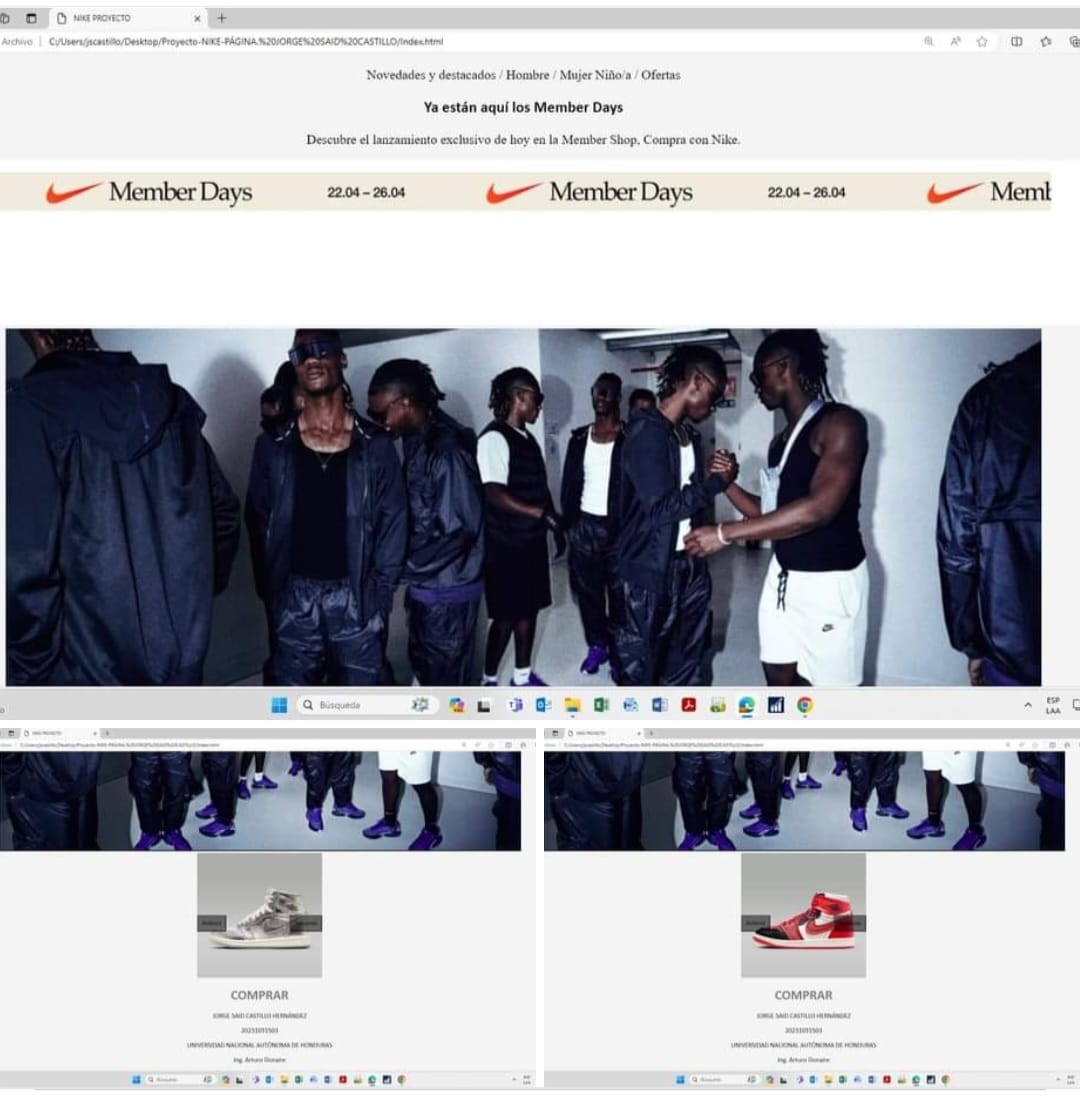 NIKE PROYECTO
Archivo | C:/Users/jscastillo/Desktop/Proyecto-NIKE-PÁGINA.%20JORGE%20SAID%20CASTILLO/Index.html
Novedades y destacados / Hombre / Mujer Niño/a / Ofertas
Ya están aquí los Member Days
Descubre el lanzamiento exclusivo de hoy en la Member Shop, Compra con Nike.
Member Days 22.04 – 26.04 Member Days 22.04 – 26.04 Memb
Búsqueda
ESP
LAA
NIKE PROYECTO
COMPRAR
JORGE SAID CASTILLO HERNÁNDEZ
UNIVERSIDAD NACIONAL AUTÓNOMA DE HONDURAS
Ing. Arturo Donaire
Búsqueda
NIKE PROYECTO
COMPRAR
JORGE SAID CASTILLO HERNÁNDEZ
UNIVERSIDAD NACIONAL AUTÓNOMA DE HONDURAS
Ing. Arturo Donaire
Búsqueda